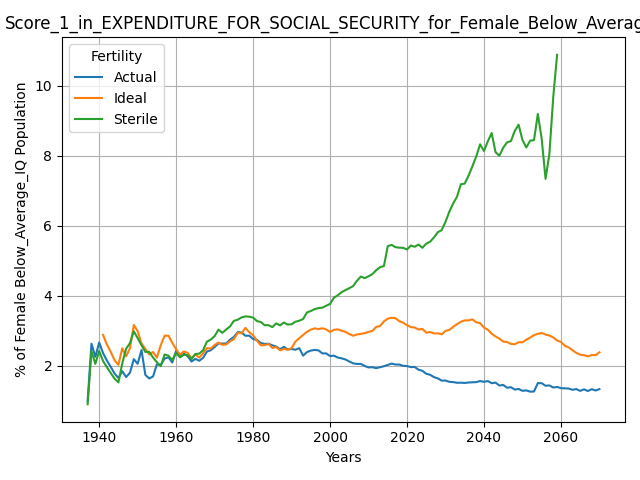 Score_1_in_EXPENDITURE_FOR_SOCIAL_SECURITY_for_Female_Below_Averag
Fertility
Actual
Ideal
Sterile
% of Female Below_Average_IQ Population
10
8
6
4
2
1940 1960 1980 2000 2020 2040 2060
Years